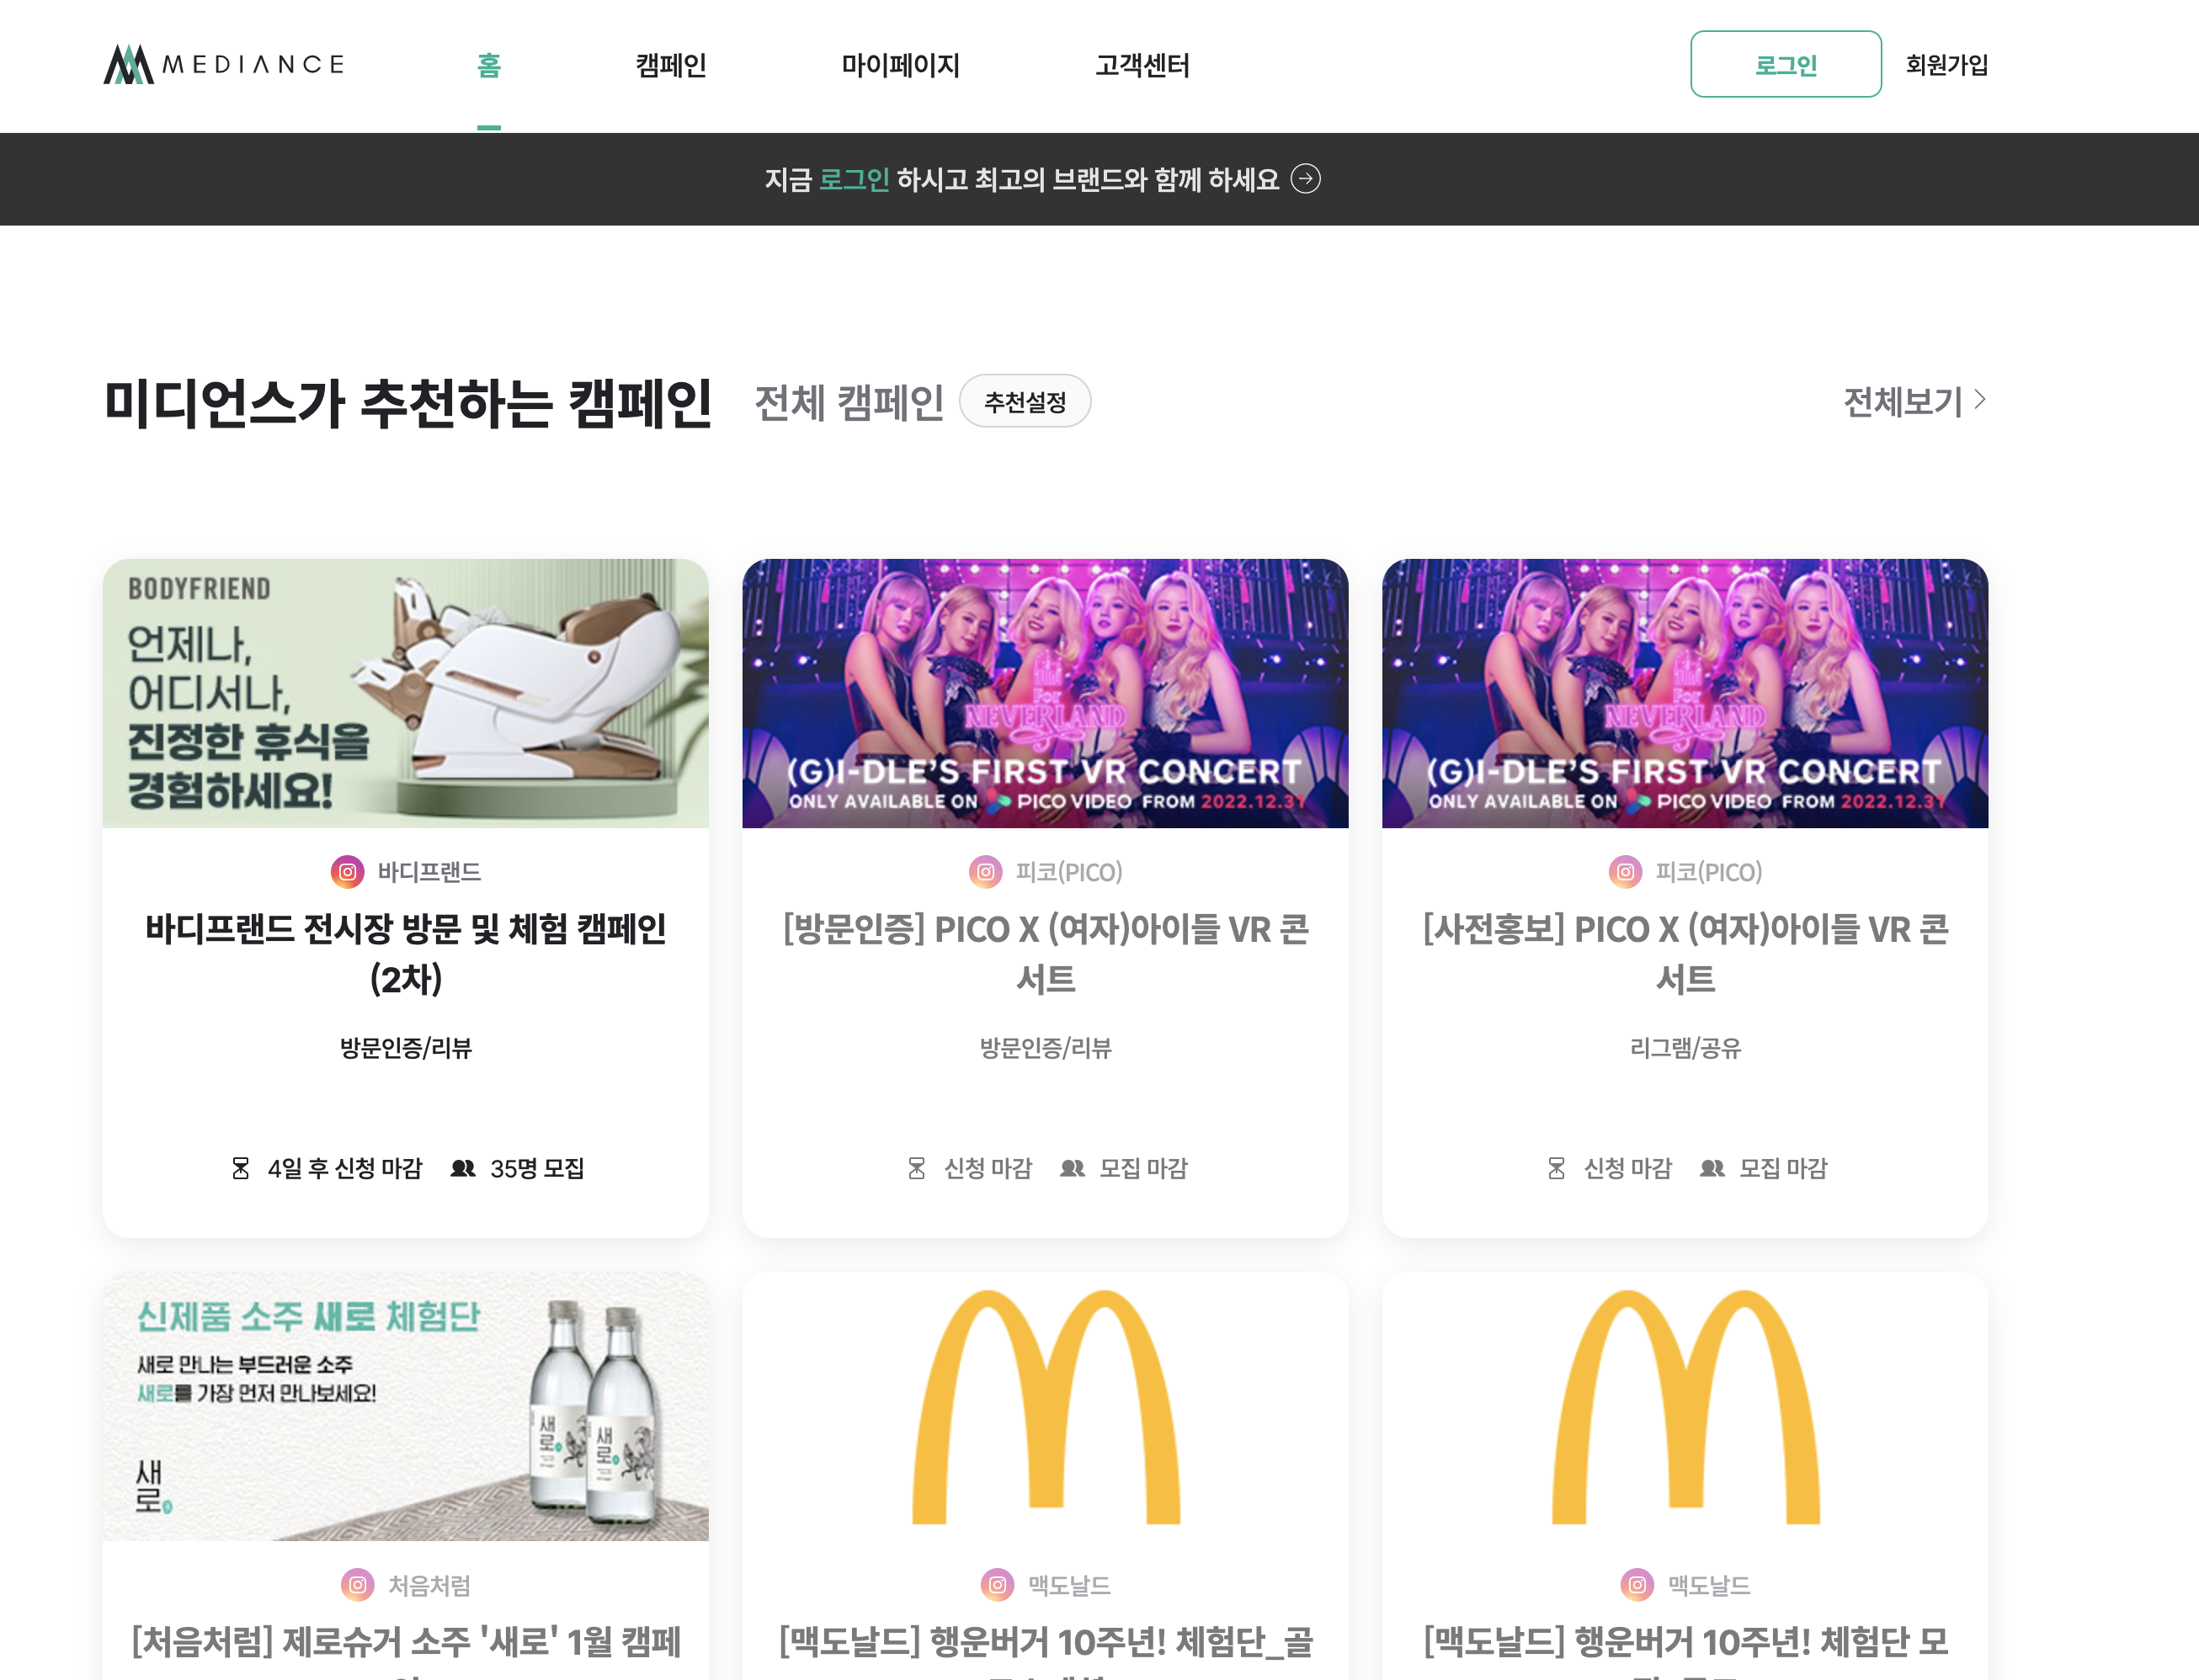 MEDIANCE
홈
캠페인
마이페이지
고객센터
로그인
회원가입
지금 로그인 하시고 최고의 브랜드와 함께 하세요
미디언스가 추천하는 캠페인
전체 캠페인
추천설정
전체보기
BODYFRIEND
언제나,
어디서나,
진정한 휴식을
경험하세요!
바디프랜드
바디프랜드 전시장 방문 및 체험 캠페인
(2차)
방문인증/리뷰
4일 후 신청 마감
35명 모집
For
NEVERLAND
(G)I-DLE'S FIRST VR CONCERT
ONLY AVAILABLE ON PICO VIDEO FROM 2022.12.31
피코(PICO)
[방문인증] PICO X (여자)아이들 VR 콘
서트
방문인증/리뷰
신청 마감
모집 마감
For
NEVERLAND
(G)I-DLE'S FIRST VR CONCERT
ONLY AVAILABLE ON PICO VIDEO FROM 2022.12.31
피코(PICO)
[사전홍보] PICO X (여자)아이들 VR 콘
서트
리그램/공유
신청 마감
모집 마감
신제품 소주 새로 체험단
새로 만나는 부드러운 소주
새로를 가장 먼저 만나보세요!
새
로
새
로
새
로
처음처럼
[처음처럼] 제로슈거 소주 '새로' 1월 캠페
맥도날드
[맥도날드] 행운버거 10주년! 체험단_골
맥도날드
[맥도날드] 행운버거 10주년! 체험단 모